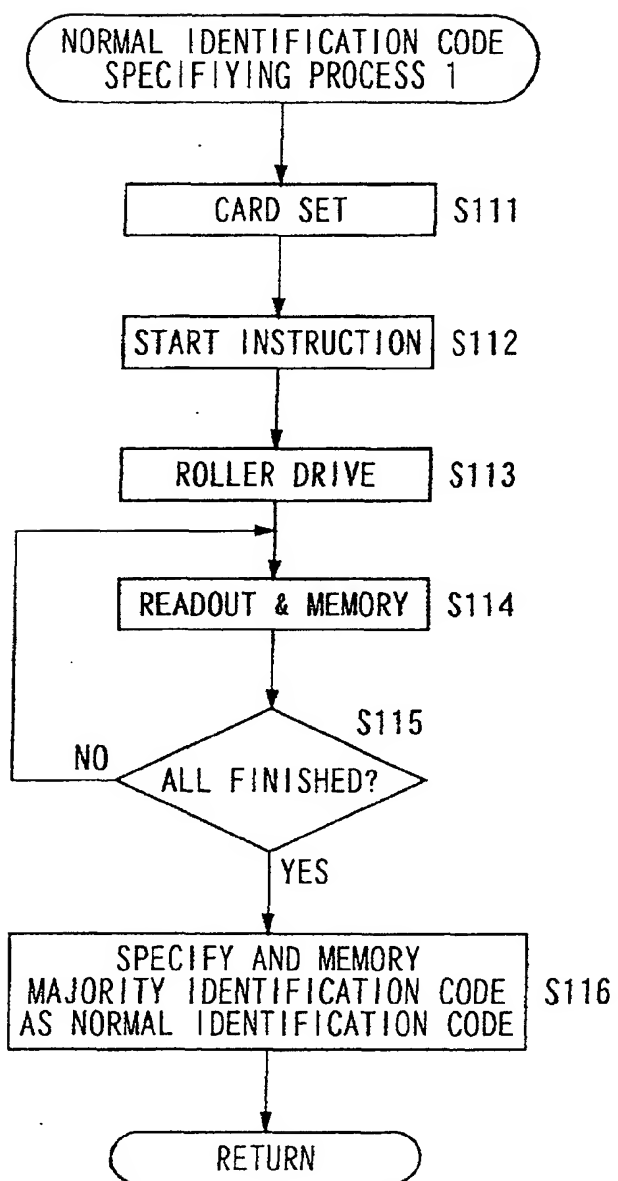 NORMAL IDENTIFICATION CODE
SPECIFIYING PROCESS 1
CARD SET S111
START INSTRUCTION S112
ROLLER DRIVE S113
READOUT & MEMORY S114
S115
NO ALL FINISHED?
YES
SPECIFY AND MEMORY
MAJORITY IDENTIFICATION CODE S116
AS NORMAL IDENTIFICATION CODE
RETURN